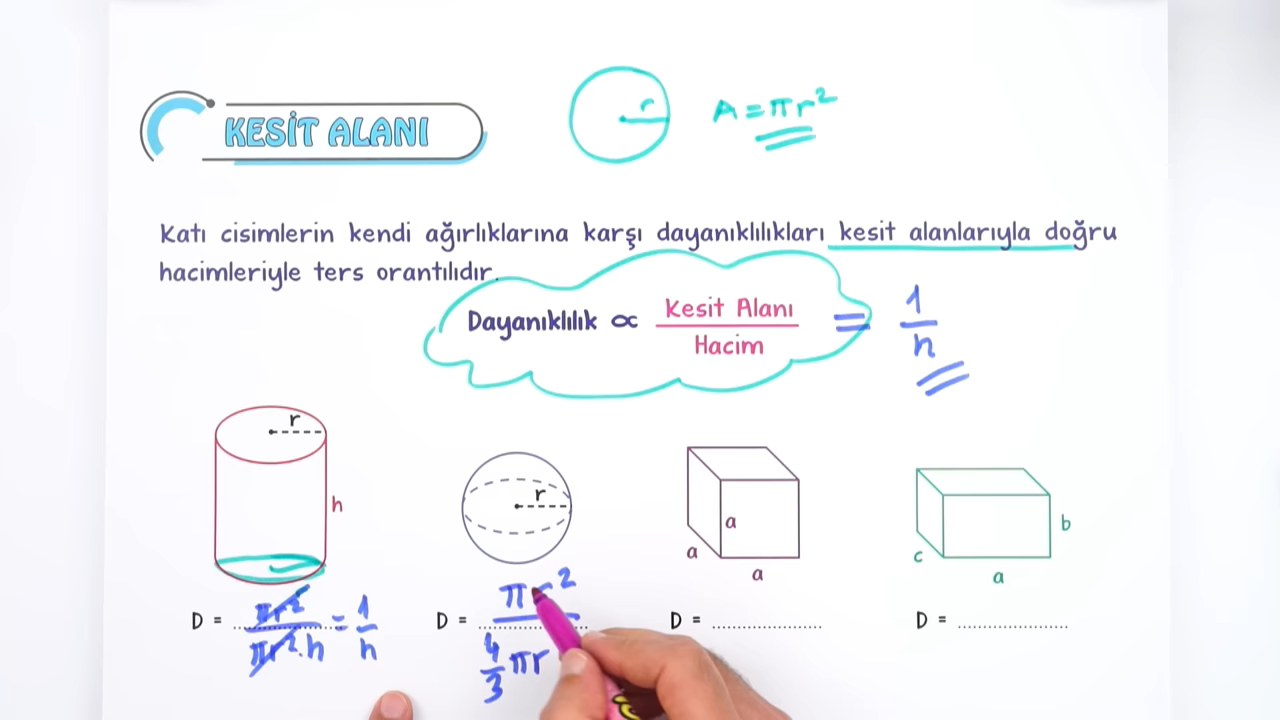 KESİT ALANI
r
A = πr²
Katı cisimlerin kendi ağırlıklarına karşı dayanıklılıkları kesit alanlarıyla doğru
hacimleriyle ters orantılıdır.
Dayanıklılık ∝ Kesit Alanı / Hacim = 1/h
r
h
r
a
a
a
b
c
a
D = πr² / πr².h = 1/h
D = πr² / 4/3 πr
D = ....................
D = ....................